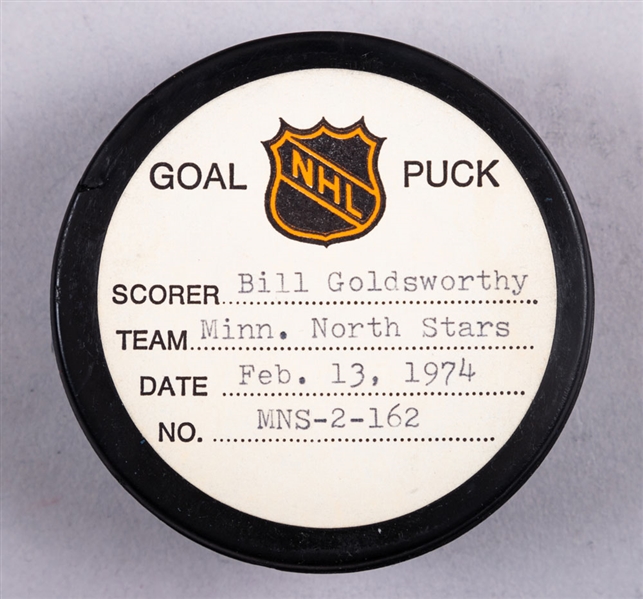 GOAL NHL PUCK
SCORER Bill Goldsworthy
TEAM Minn. North Stars
DATE Feb. 13, 1974
NO. MNS-2-162